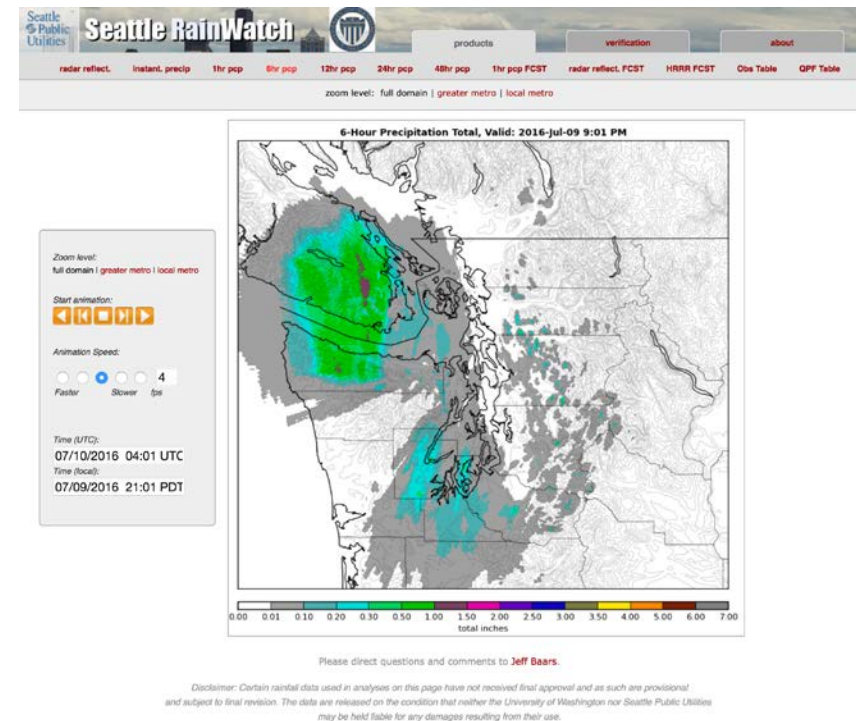 Seattle
Public
Utilities
Seattle RainWatch
products
verification
about
radar reflect.
instant. precip
1hr pcp
6hr pcp
12hr pcp
24hr pcp
48hr pcp
1hr pcp FCST
radar reflect. FCST
HRRR FCST
Obs Table
QPF Table
zoom level: full domain | greater metro | local metro
6-Hour Precipitation Total, Valid: 2016-Jul-09 9:01 PM
Zoom level:
full domain | greater metro | local metro
Start animation:
Animation Speed:
4
Faster Slower fps
Time (UTC):
07/10/2016 04:01 UTC
Time (local):
07/09/2016 21:01 PDT
0.00 0.01 0.10 0.20 0.30 0.50 1.00 1.50 2.00 2.50 3.00 3.50 4.00 5.00 6.00 7.00
total inches
Please direct questions and comments to Jeff Baars.
Disclaimer: Certain rainfall data used in analyses on this page have not received final approval and as such are provisional
and subject to final revision. The data are released on the condition that neither the University of Washington nor Seattle Public Utilities
may be held liable for any damages resulting from their use.